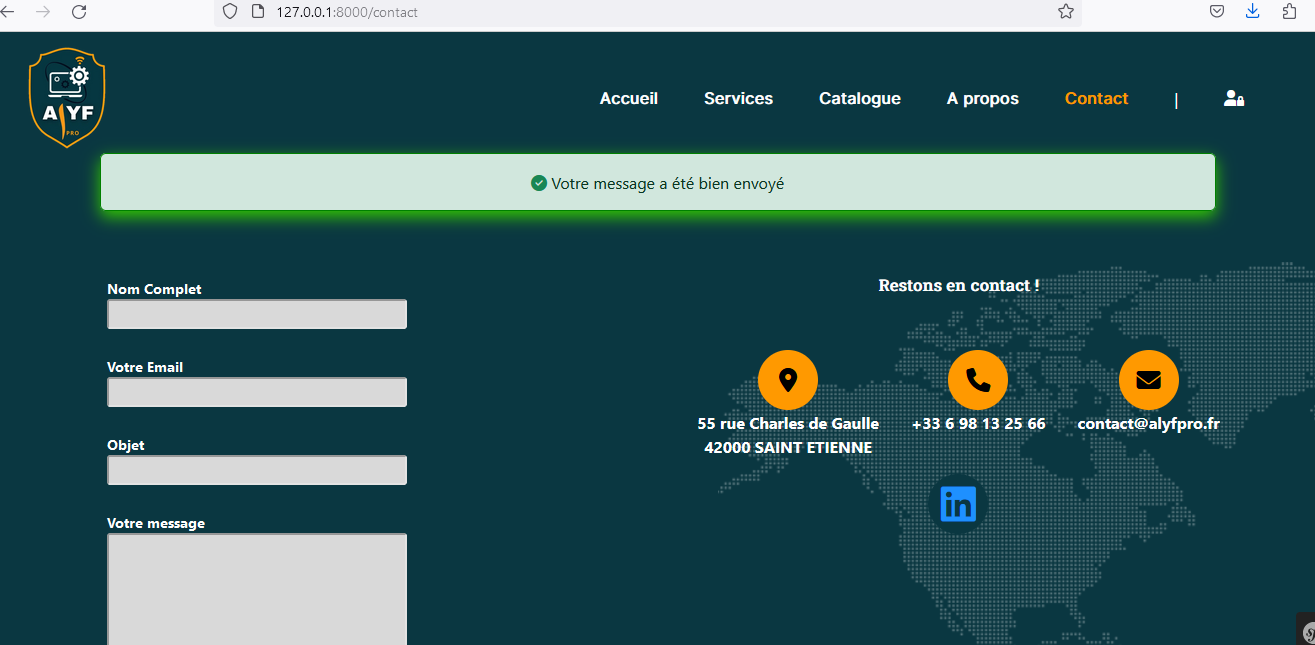 127.0.0.1:8000/contact
A YF
PRO
Accueil
Services
Catalogue
A propos
Contact
|
Votre message a été bien envoyé
Nom Complet
Votre Email
Objet
Votre message
Restons en contact !
55 rue Charles de Gaulle
42000 SAINT ETIENNE
+33 6 98 13 25 66
contact@alyfpro.fr
in